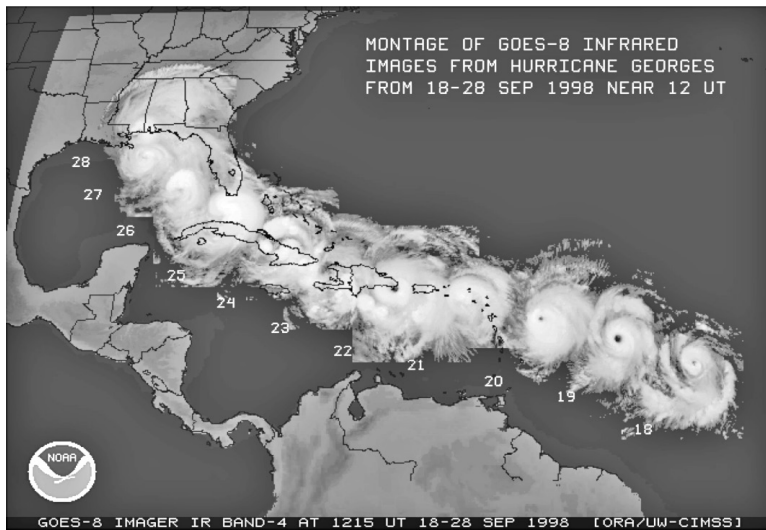 MONTAGE OF GOES-8 INFRARED
IMAGES FROM HURRICANE GEORGES
FROM 18-28 SEP 1998 NEAR 12 UT
28
27
26
25
24
23
22
21
20
19
18
NOAA
GOES-8 IMAGER IR BAND-4 AT 1215 UT 18-28 SEP 1998 [ORA/UW-CIMSS]